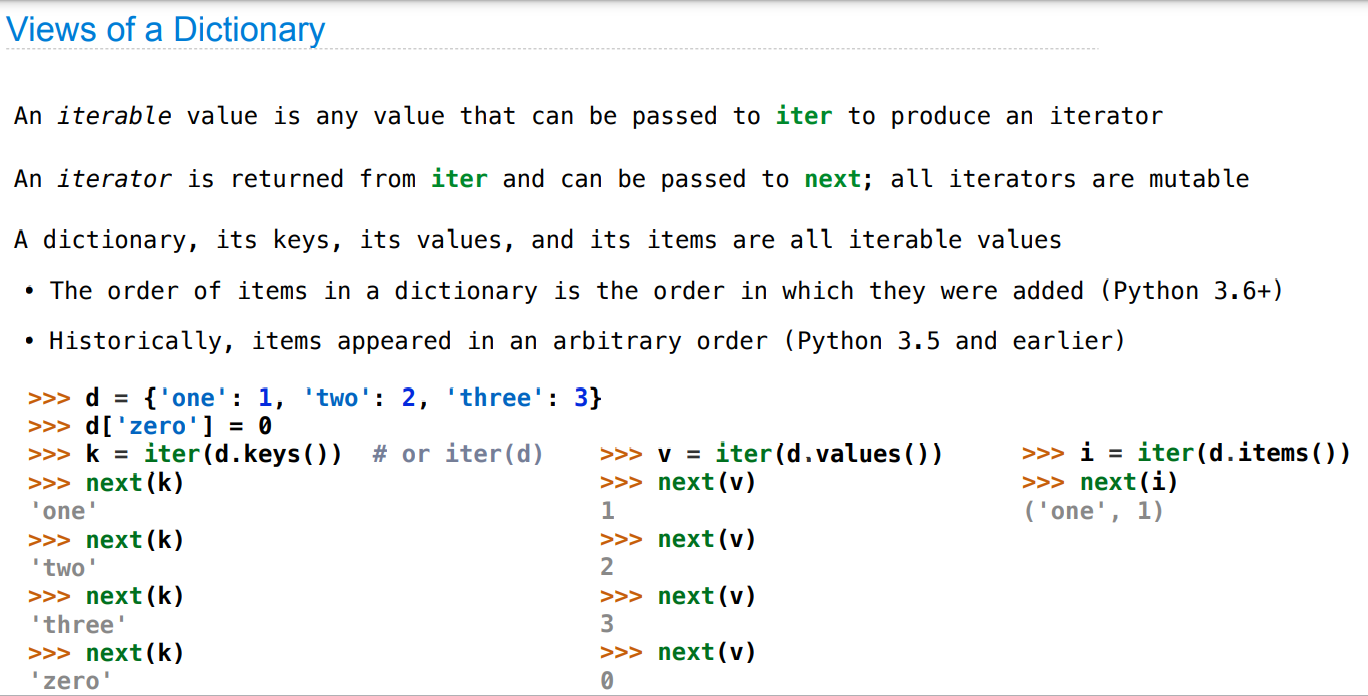 Views of a Dictionary
An iterable value is any value that can be passed to iter to produce an iterator
An iterator is returned from iter and can be passed to next; all iterators are mutable
A dictionary, its keys, its values, and its items are all iterable values
• The order of items in a dictionary is the order in which they were added (Python 3.6+)
• Historically, items appeared in an arbitrary order (Python 3.5 and earlier)
>>> d = {'one': 1, 'two': 2, 'three': 3}
>>> d['zero'] = 0
>>> k = iter(d.keys())  # or iter(d)
>>> next(k)
'one'
>>> next(k)
'two'
>>> next(k)
'three'
>>> next(k)
'zero'
>>> v = iter(d.values())
>>> next(v)
1
>>> next(v)
2
>>> next(v)
3
>>> next(v)
0
>>> i = iter(d.items())
>>> next(i)
('one', 1)